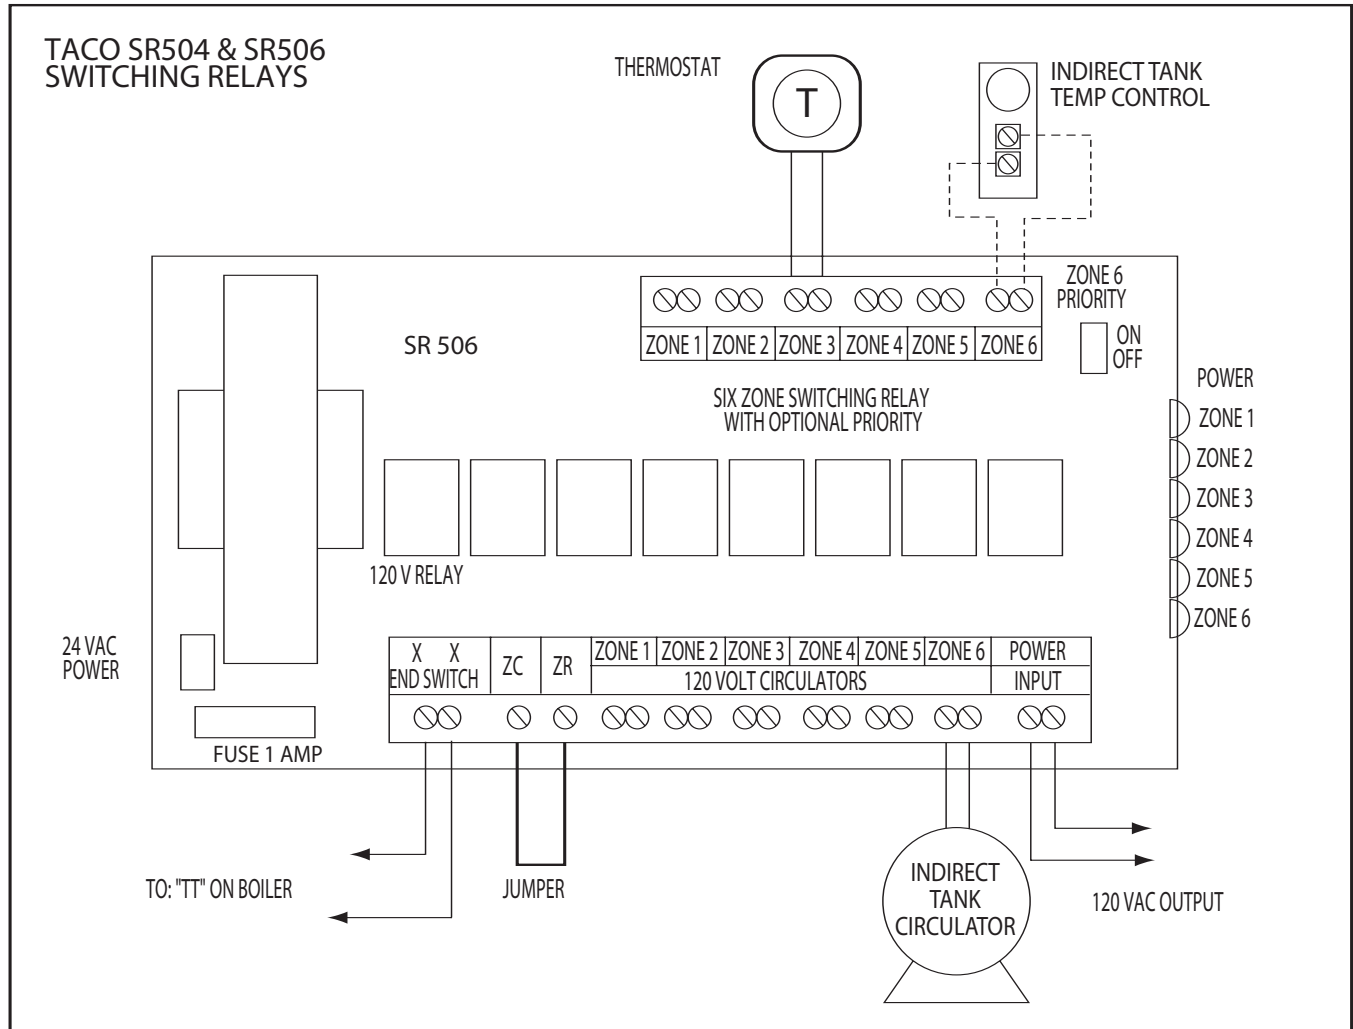 TACO SR504 & SR506
SWITCHING RELAYS
THERMOSTAT
T
INDIRECT TANK
TEMP CONTROL
ZONE 6
PRIORITY
ON
OFF
SR 506
ZONE 1 ZONE 2 ZONE 3 ZONE 4 ZONE 5 ZONE 6
SIX ZONE SWITCHING RELAY
WITH OPTIONAL PRIORITY
POWER
ZONE 1
ZONE 2
ZONE 3
ZONE 4
ZONE 5
ZONE 6
120 V RELAY
24 VAC
POWER
FUSE 1 AMP
X X
END SWITCH
ZC
ZR
ZONE 1 ZONE 2 ZONE 3 ZONE 4 ZONE 5 ZONE 6
120 VOLT CIRCULATORS
POWER
INPUT
TO: "TT" ON BOILER
JUMPER
INDIRECT
TANK
CIRCULATOR
120 VAC OUTPUT